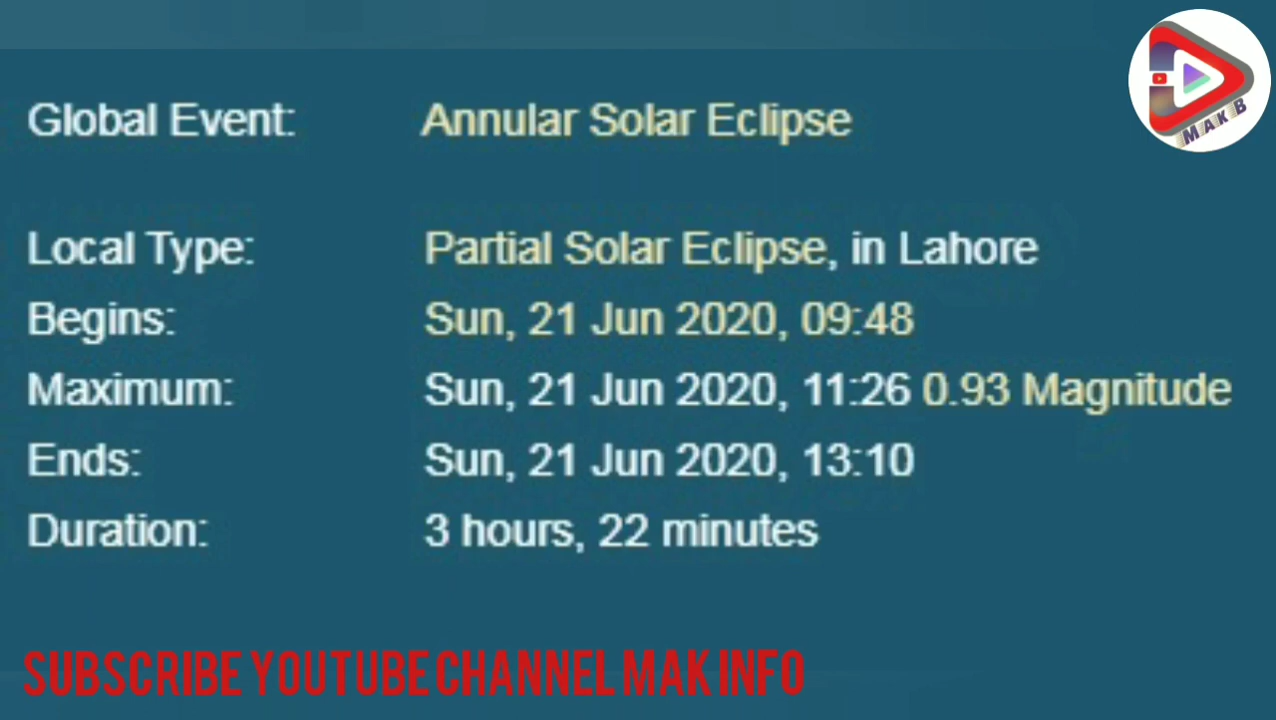 MAK B
Global Event: Annular Solar Eclipse
Local Type: Partial Solar Eclipse, in Lahore
Begins: Sun, 21 Jun 2020, 09:48
Maximum: Sun, 21 Jun 2020, 11:26 0.93 Magnitude
Ends: Sun, 21 Jun 2020, 13:10
Duration: 3 hours, 22 minutes
SUBSCRIBE YOUTUBE CHANNEL MAK INFO